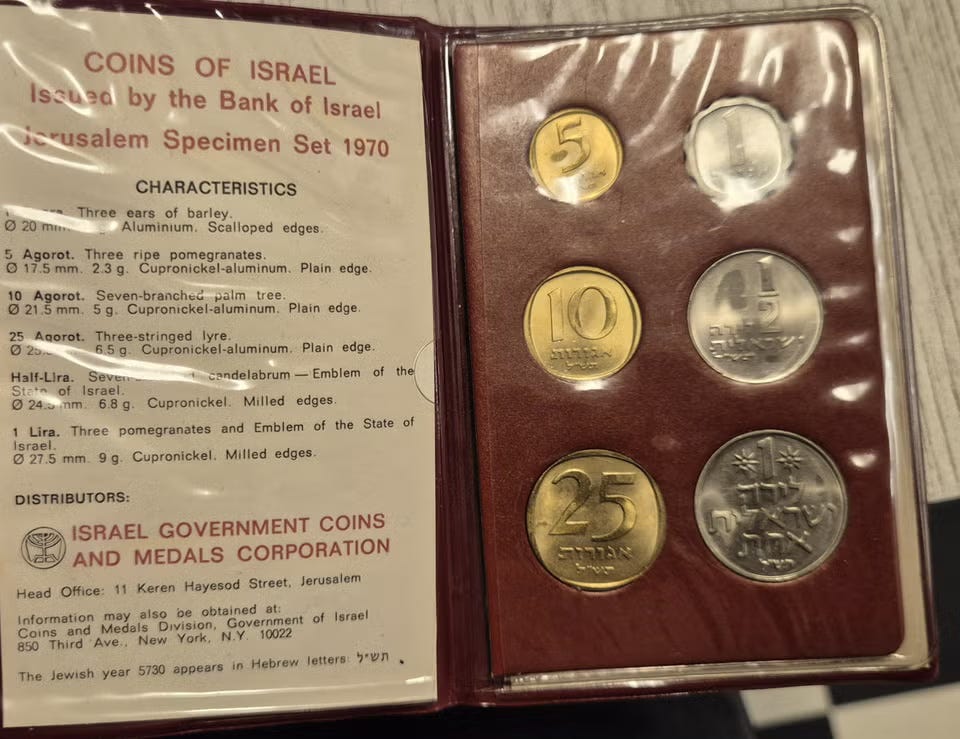 COINS OF ISRAEL
Issued by the Bank of Israel
Jerusalem Specimen Set 1970
CHARACTERISTICS
1 Three ears of barley.
Ø 20 mm. Aluminium. Scalloped edges.
5 Agorot. Three ripe pomegranates.
Ø 17.5 mm. 2.3 g. Cupronickel-aluminum. Plain edge.
10 Agorot. Seven-branched palm tree.
Ø 21.5 mm. 5 g. Cupronickel-aluminum. Plain edge.
25 Agorot. Three-stringed lyre.
Ø 6.5 g. Cupronickel-aluminum. Plain edge.
Half-Lira. candelabrum — Emblem of the
State of Israel.
Ø 24.5 mm. 6.8 g. Cupronickel. Milled edges.
1 Lira. Three pomegranates and Emblem of the State of
Israel.
Ø 27.5 mm. 9 g. Cupronickel. Milled edges.
DISTRIBUTORS:
ISRAEL GOVERNMENT COINS
AND MEDALS CORPORATION
Head Office: 11 Keren Hayesod Street, Jerusalem
Information may also be obtained at:
Coins and Medals Division, Government of Israel
850 Third Ave., New York, N.Y. 10022
The Jewish year 5730 appears in Hebrew letters: תש"ל .
5
1
10
אגורות
תש"ל
1
2
לירה
ישראלית
תש"ל
25
אגורות
תש"ל
1
לירה
ישראלית
אחת
תש"ל